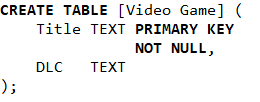 CREATE TABLE [Video Game] (
    Title TEXT PRIMARY KEY
               NOT NULL,
    DLC   TEXT
);